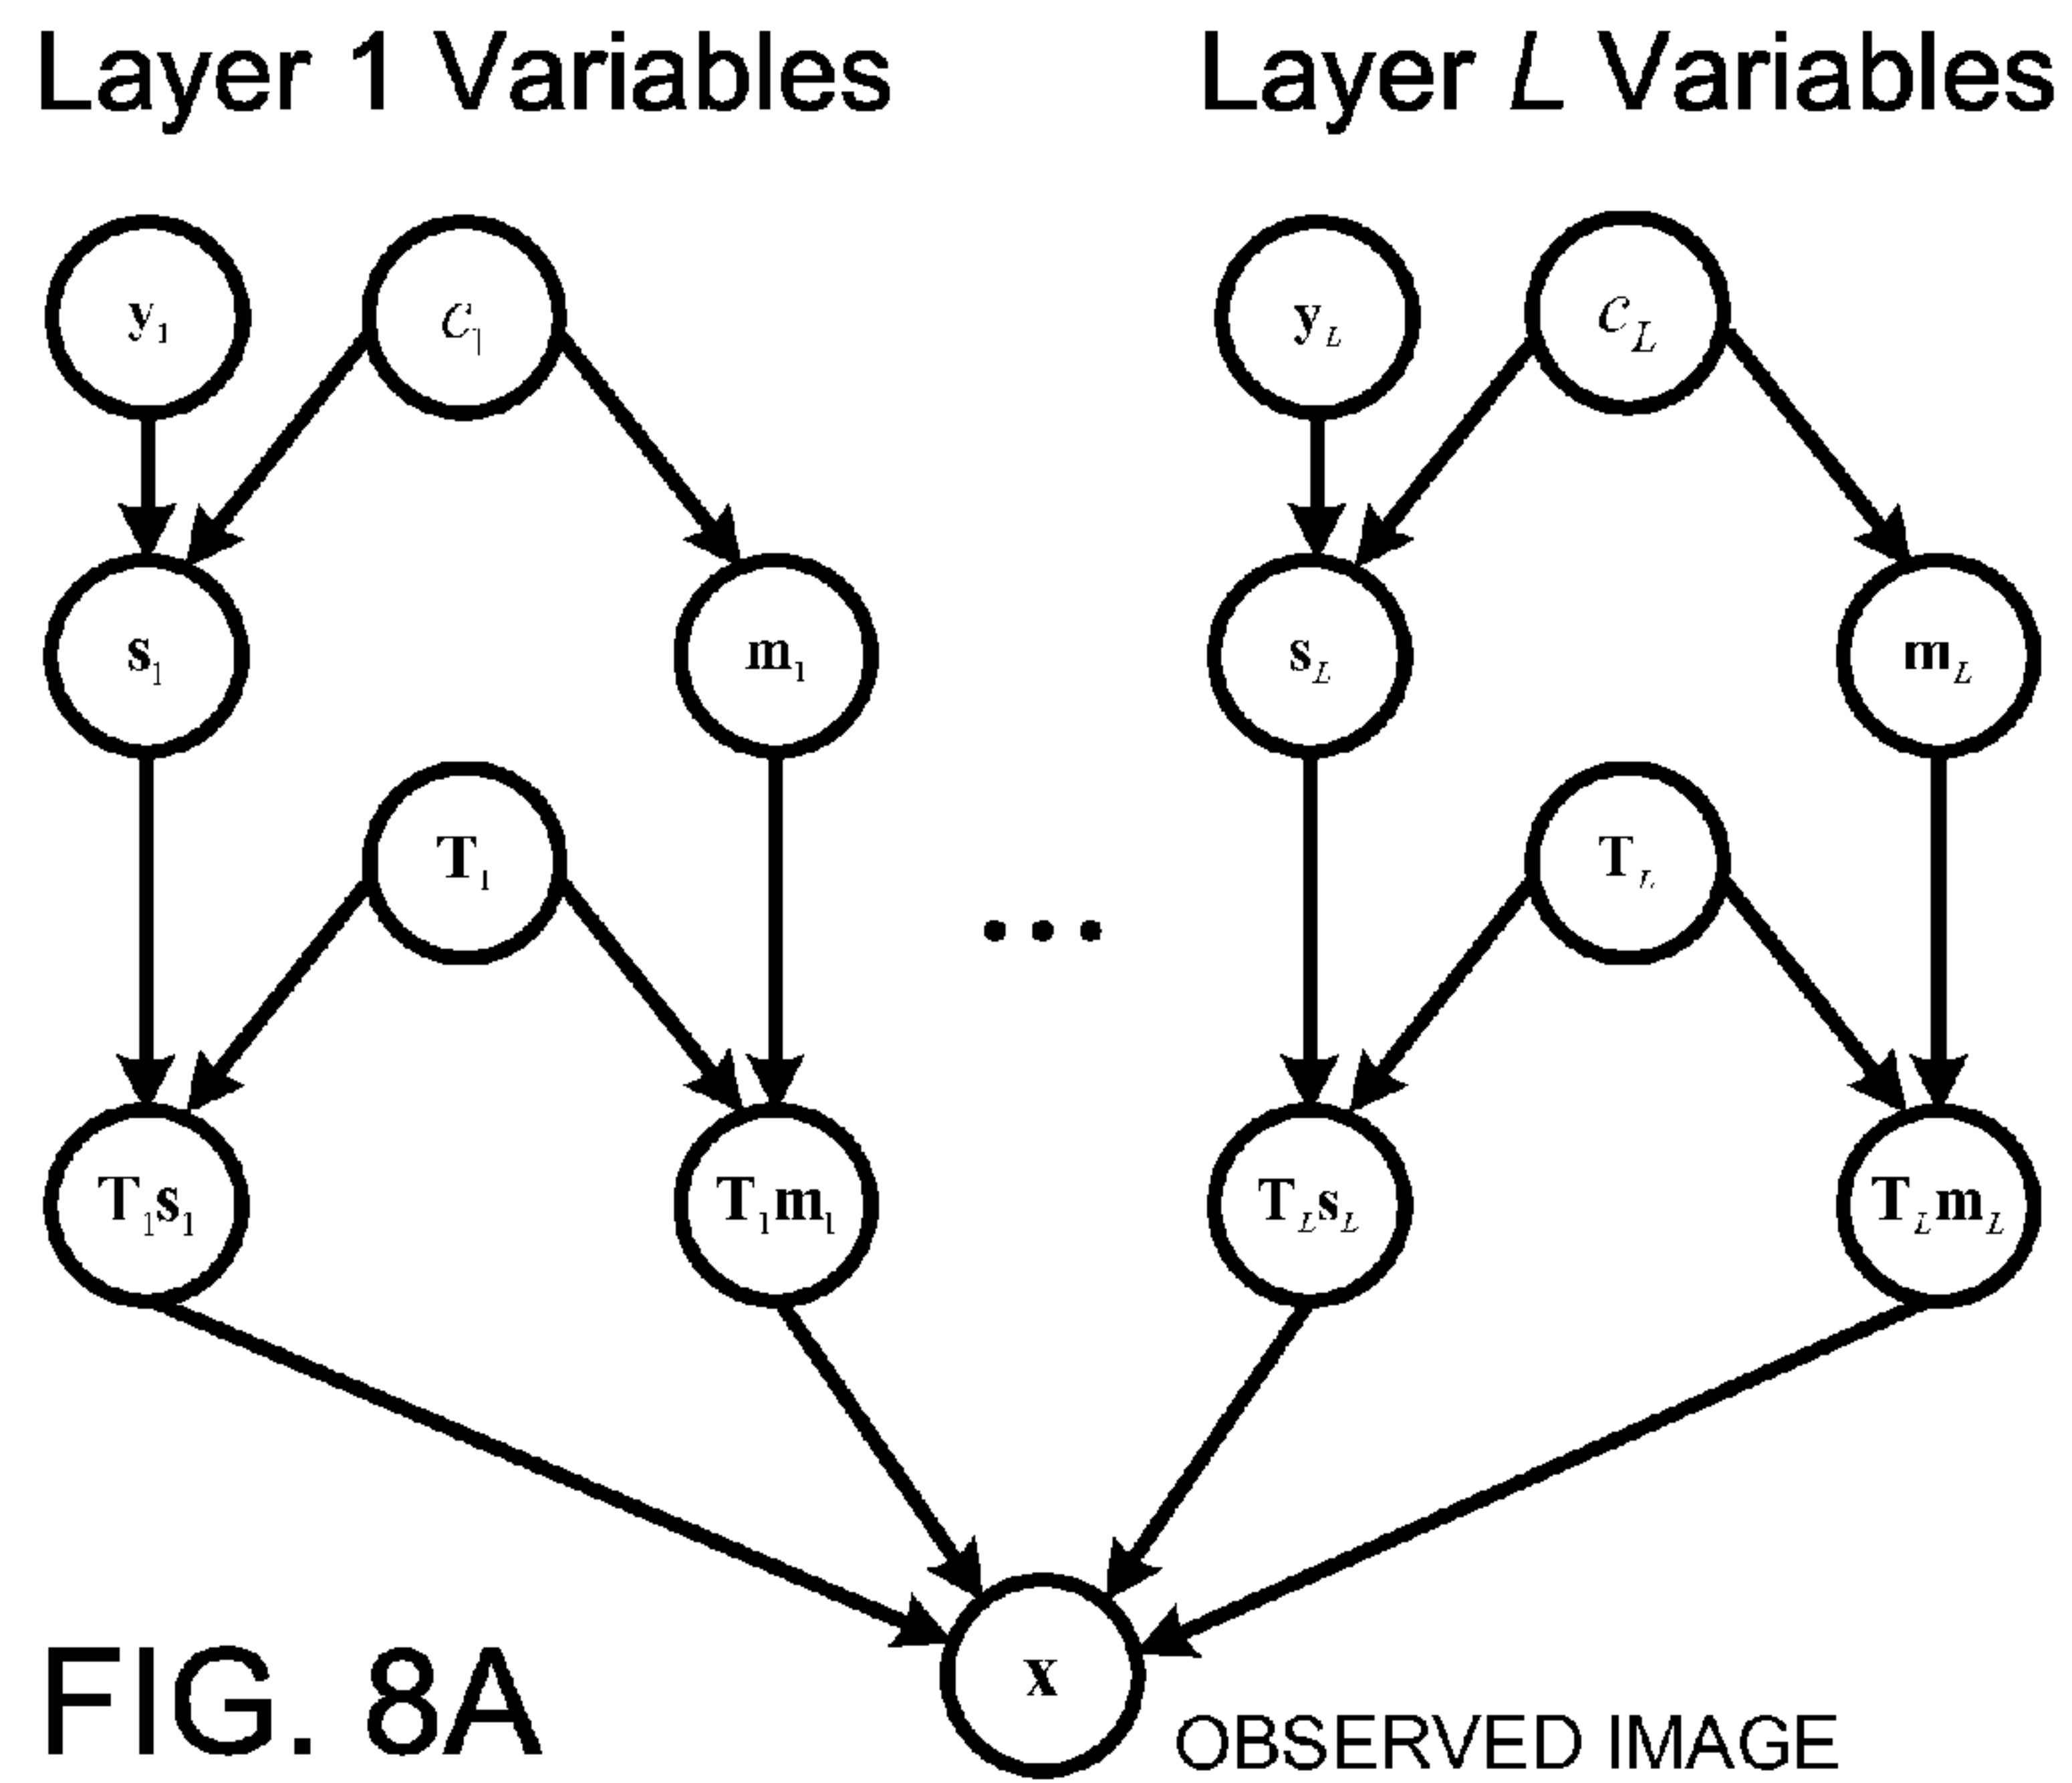 Layer 1 Variables Layer L Variables
y1 c1 yL cL
s1 m1 sL mL
T1 TL
...
T1s1 T1m1 TLsL TLmL
x
FIG. 8A OBSERVED IMAGE